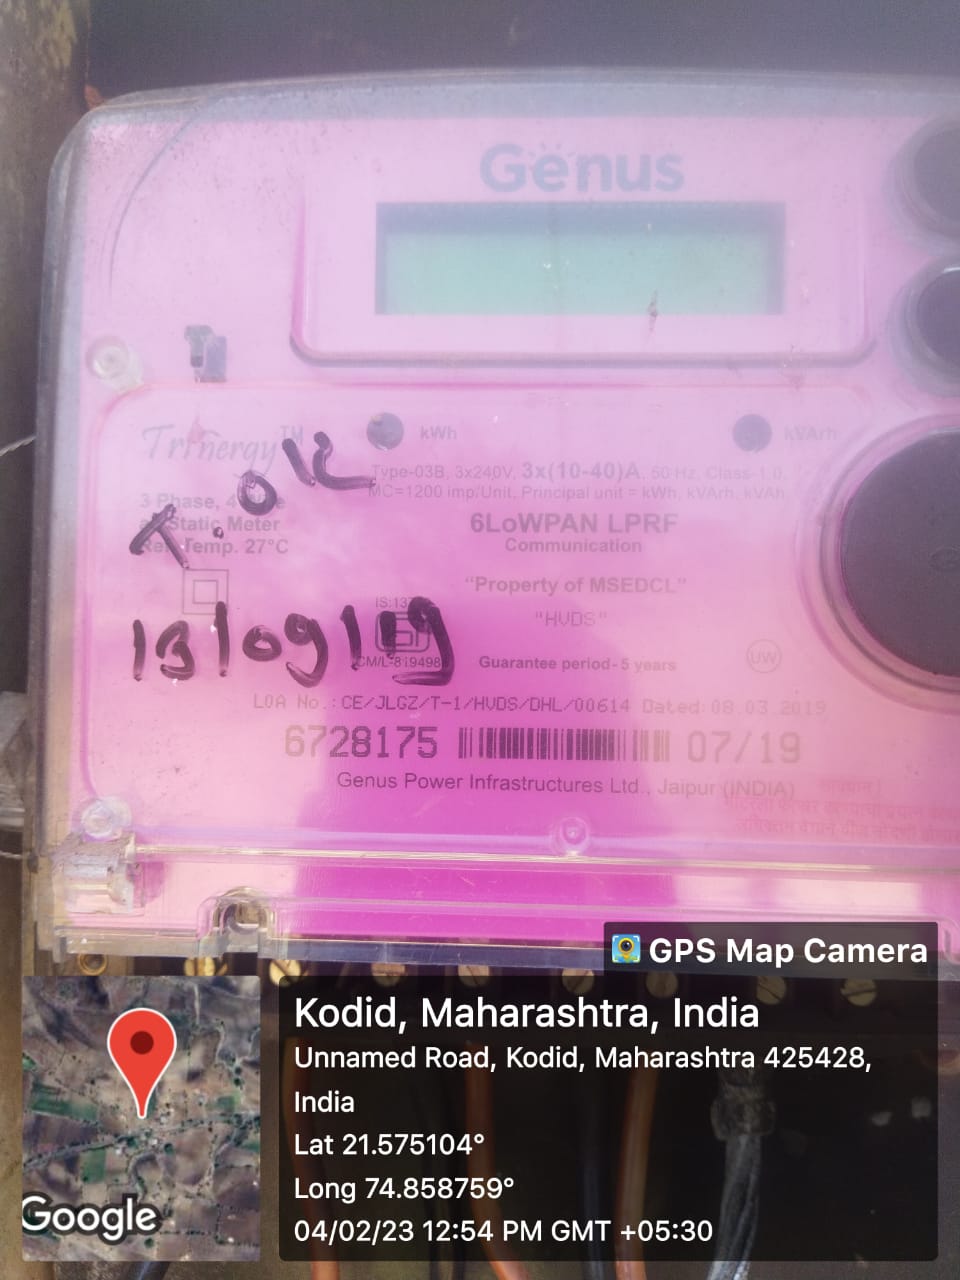 Genus
kWh
kVArh
TrInergy™
T.OK
Type-03B, 3x240V, 3x(10-40)A, 50 Hz, Class-1.0,
MC=1200 imp/Unit, Principal unit = kWh, kVArh, kVAh
3 Phase, 4
Static Meter
Ref. Temp. 27°C
6LoWPAN LPRF
Communication
"Property of MSEDCL"
"HVDS"
13/09/19
CM/L-
Guarantee period - 5 years
UW
LOA No.: CE/JLGZ/T-1/HVDS/DHL/00614 Dated: 08.03.2019
6728175 07/19
Genus Power Infrastructures Ltd., Jaipur (INDIA)
GPS Map Camera
Kodid, Maharashtra, India
Unnamed Road, Kodid, Maharashtra 425428,
India
Lat 21.575104°
Long 74.858759°
04/02/23 12:54 PM GMT +05:30
Google